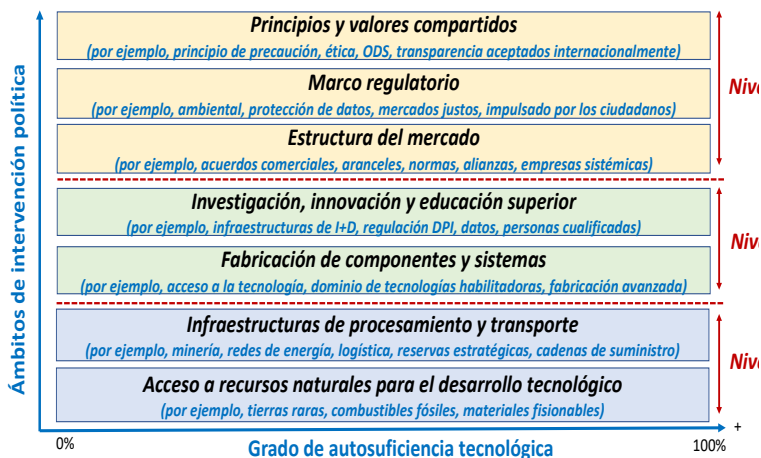 Ámbitos de intervención política
Principios y valores compartidos
(por ejemplo, principio de precaución, ética, ODS, transparencia aceptados internacionalmente)
Marco regulatorio
(por ejemplo, ambiental, protección de datos, mercados justos, impulsado por los ciudadanos)
Estructura del mercado
(por ejemplo, acuerdos comerciales, aranceles, normas, alianzas, empresas sistémicas)
Nive
Investigación, innovación y educación superior
(por ejemplo, infraestructuras de I+D, regulación DPI, datos, personas cualificadas)
Fabricación de componentes y sistemas
(por ejemplo, acceso a la tecnología, dominio de tecnologías habilitadoras, fabricación avanzada)
Nive
Infraestructuras de procesamiento y transporte
(por ejemplo, minería, redes de energía, logística, reservas estratégicas, cadenas de suministro)
Acceso a recursos naturales para el desarrollo tecnológico
(por ejemplo, tierras raras, combustibles fósiles, materiales fisionables)
Nive
+
0%
Grado de autosuficiencia tecnológica
100%